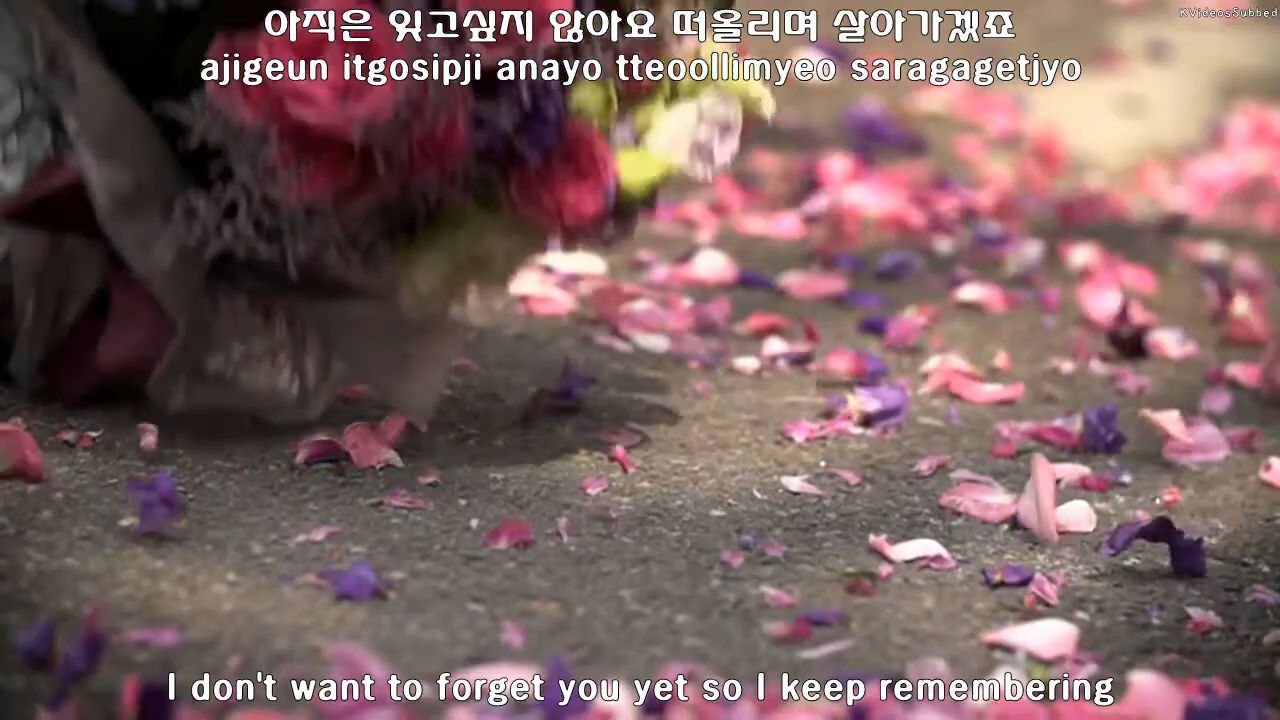 아직은 잊고싶지 않아요 떠올리며 살아가겠죠
KVideosSubbed
ajigeun itgosipji anayo tteoollimyeo saragagetjyo
I don't want to forget you yet so I keep remembering